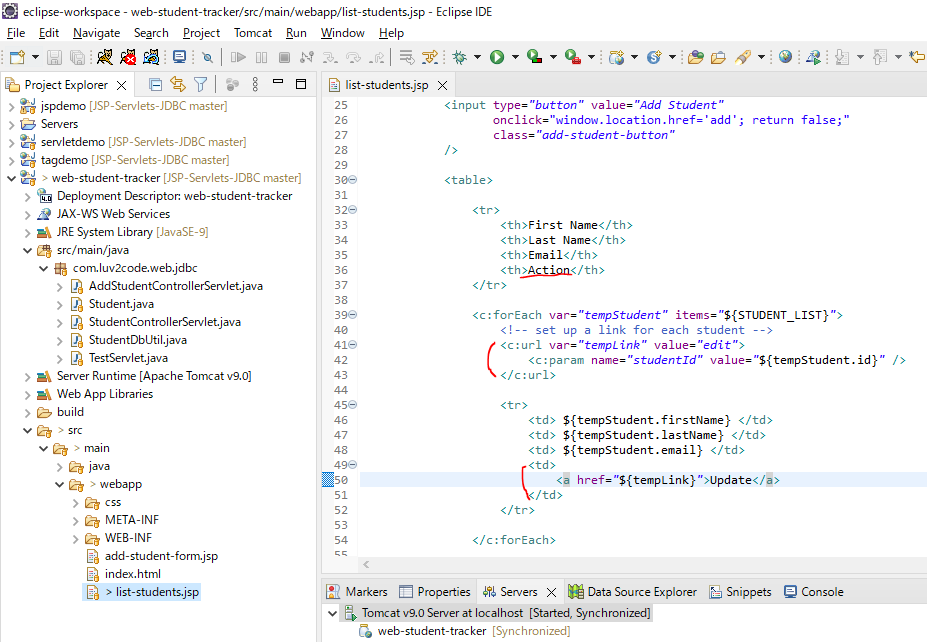 eclipse-workspace - web-student-tracker/src/main/webapp/list-students.jsp - Eclipse IDE
File Edit Navigate Search Project Tomcat Run Window Help
Project Explorer
jspdemo [JSP-Servlets-JDBC master]
Servers
servletdemo [JSP-Servlets-JDBC master]
tagdemo [JSP-Servlets-JDBC master]
> web-student-tracker [JSP-Servlets-JDBC master]
Deployment Descriptor: web-student-tracker
JAX-WS Web Services
JRE System Library [JavaSE-9]
src/main/java
com.luv2code.web.jdbc
AddStudentControllerServlet.java
Student.java
StudentControllerServlet.java
StudentDbUtil.java
TestServlet.java
Server Runtime [Apache Tomcat v9.0]
Web App Libraries
build
> src
> main
java
> webapp
css
META-INF
WEB-INF
add-student-form.jsp
index.html
> list-students.jsp
list-students.jsp
25 <input type="button" value="Add Student"
26 onclick="window.location.href='add'; return false;"
27 class="add-student-button"
28 />
29
30 <table>
31
32 <tr>
33 <th>First Name</th>
34 <th>Last Name</th>
35 <th>Email</th>
36 <th>Action</th>
37 </tr>
38
39 <c:forEach var="tempStudent" items="${STUDENT_LIST}">
40 <!-- set up a link for each student -->
41 <c:url var="tempLink" value="edit">
42 <c:param name="studentId" value="${tempStudent.id}" />
43 </c:url>
44
45 <tr>
46 <td> ${tempStudent.firstName} </td>
47 <td> ${tempStudent.lastName} </td>
48 <td> ${tempStudent.email} </td>
49 <td>
50 <a href="${tempLink}">Update</a>
51 </td>
52 </tr>
53
54 </c:forEach>
55
Markers Properties Servers Data Source Explorer Snippets Console
Tomcat v9.0 Server at localhost [Started, Synchronized]
web-student-tracker [Synchronized]